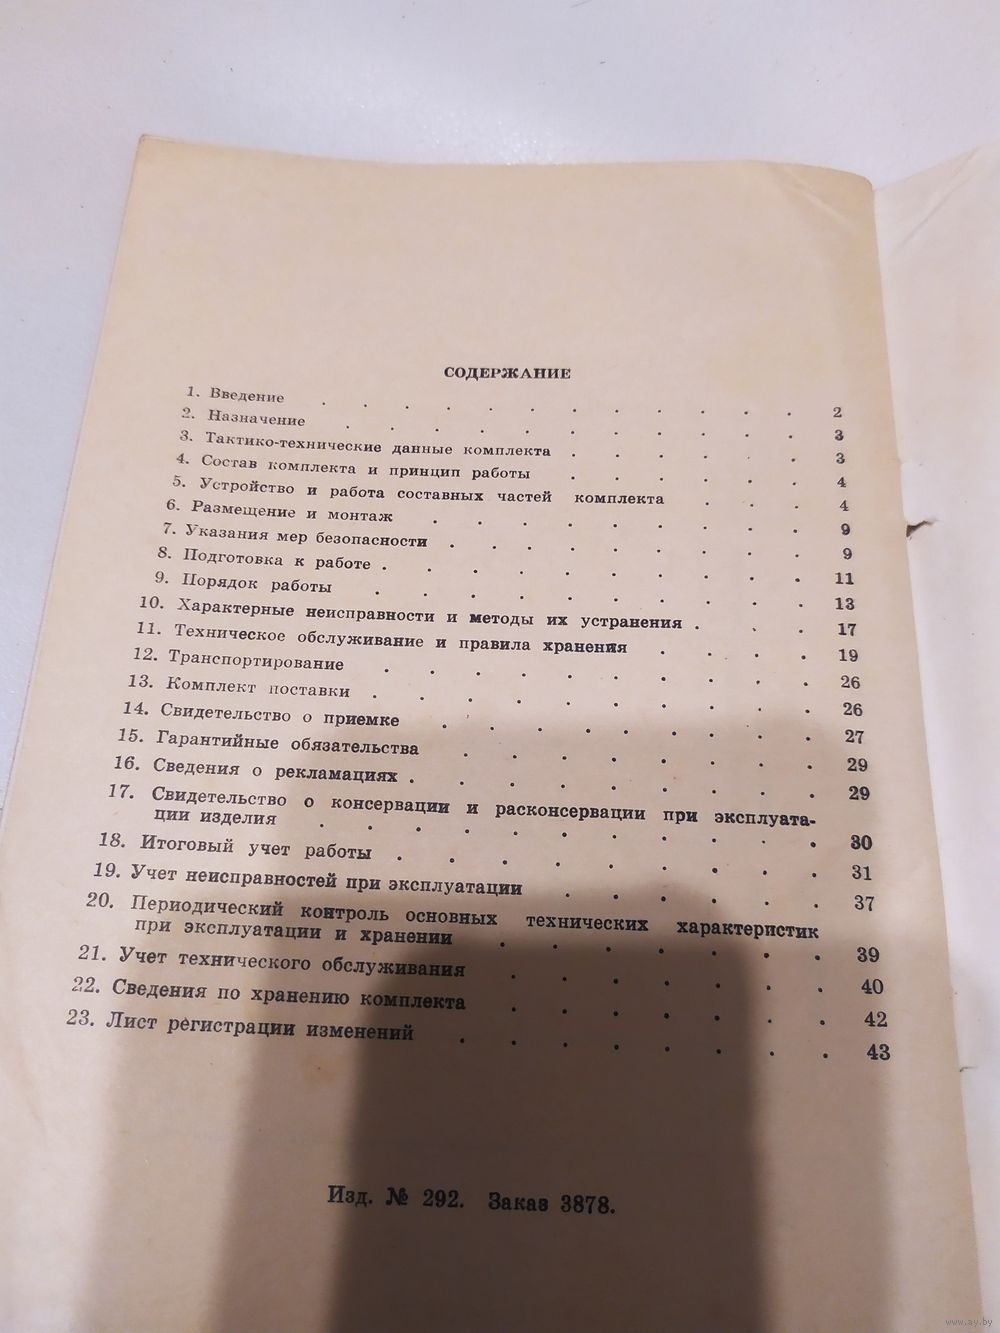 СОДЕРЖАНИЕ
1. Введение . . . . . . . . . . . . 2
2. Назначение . . . . . . . . . . . 3
3. Тактико-технические данные комплекта . . . . . 3
4. Состав комплекта и принцип работы . . . . . . 4
5. Устройство и работа составных частей комплекта . . . 4
6. Размещение и монтаж . . . . . . . . 9
7. Указания мер безопасности . . . . . . . . 9
8. Подготовка к работе . . . . . . . . . . 11
9. Порядок работы . . . . . . . . . . 13
10. Характерные неисправности и методы их устранения . . . 17
11. Техническое обслуживание и правила хранения . . . . 19
12. Транспортирование . . . . . . . . . 26
13. Комплект поставки . . . . . . . . . . 26
14. Свидетельство о приемке . . . . . . . . 27
15. Гарантийные обязательства . . . . . . . 29
16. Сведения о рекламациях . . . . . . . . 29
17. Свидетельство о консервации и расконсервации при эксплуата-
ции изделия . . . . . . . . . . 30
18. Итоговый учет работы . . . . . . . . . 31
19. Учет неисправностей при эксплуатации . . . . . . 37
20. Периодический контроль основных технических характеристик
при эксплуатации и хранении . . . . . . . 39
21. Учет технического обслуживания . . . . . . . 40
22. Сведения по хранению комплекта . . . . . . . 42
23. Лист регистрации изменений . . . . . . . . 43
Изд. № 292. Заказ 3878.
www.ay.by